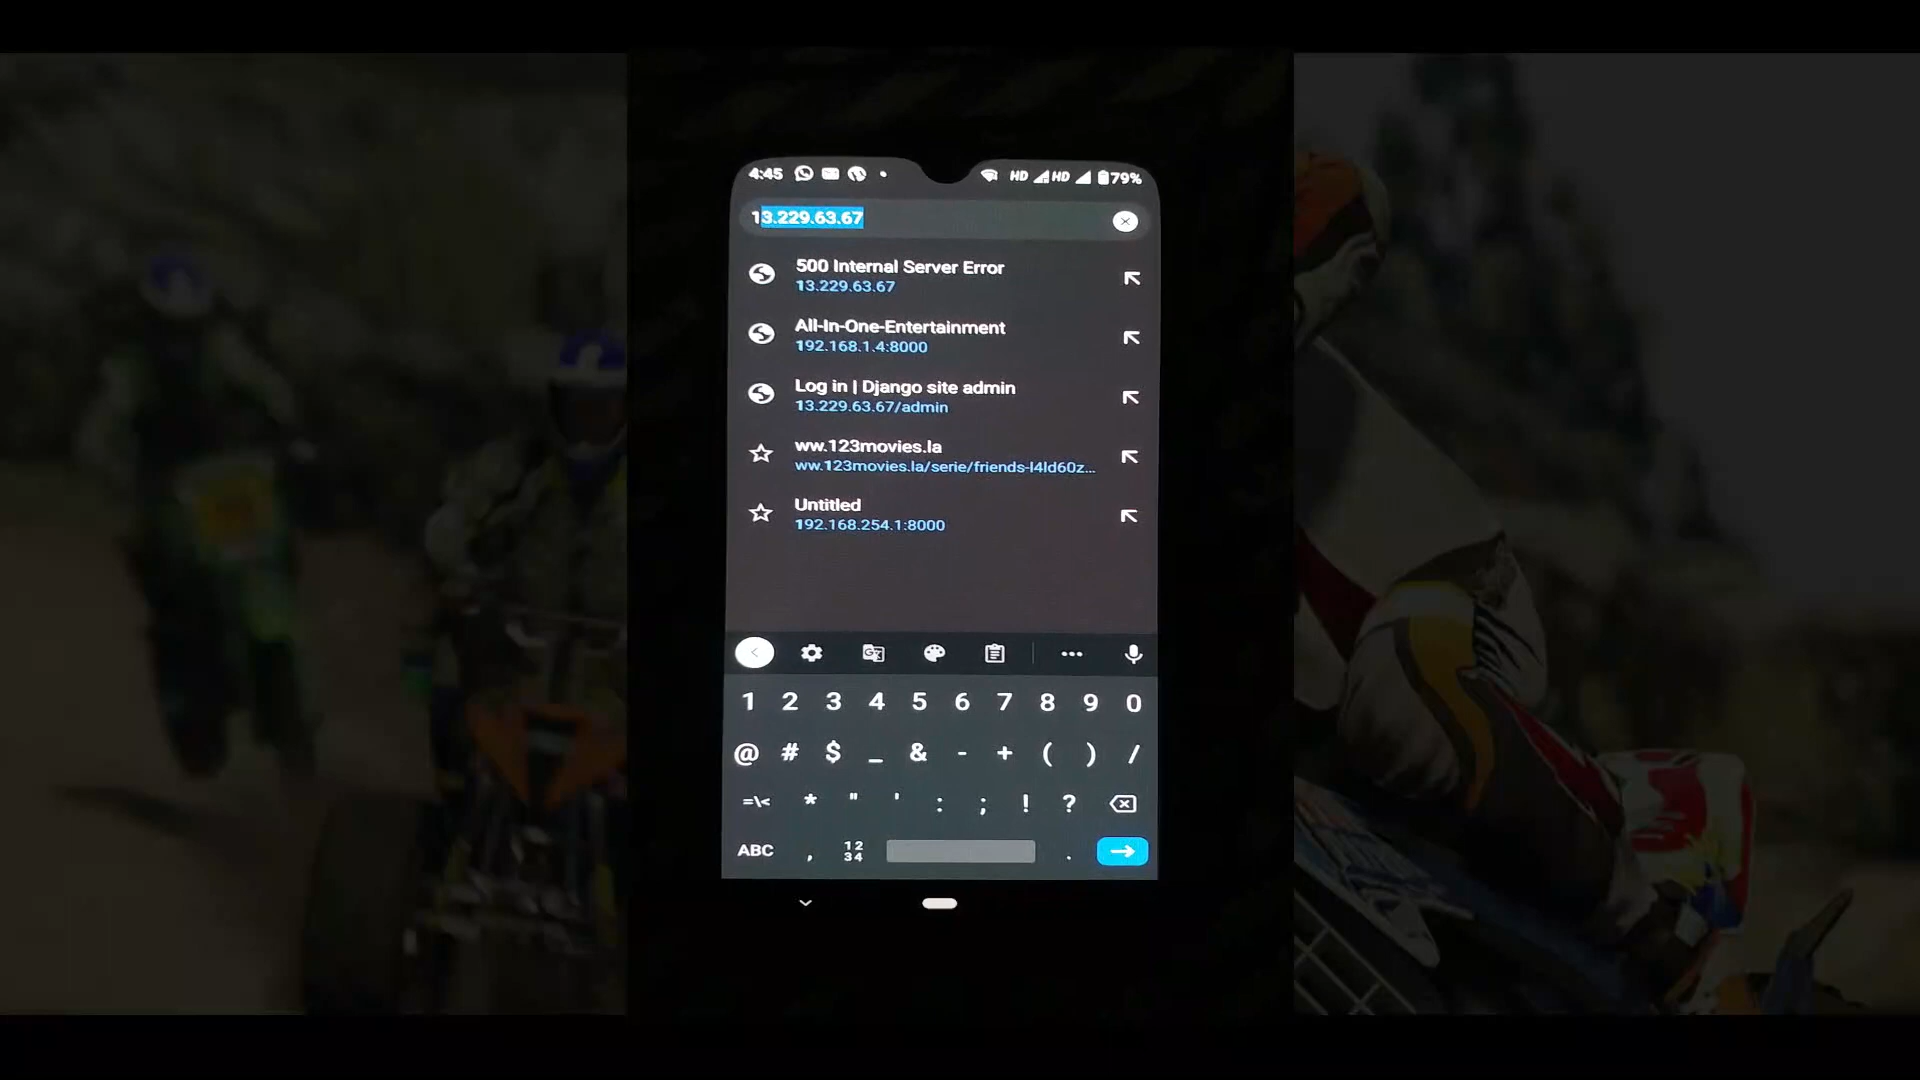 4:45 HD HD 79%
13.229.63.67
500 Internal Server Error
13.229.63.67
All-In-One-Entertainment
192.168.1.4:8000
Log in | Django site admin
13.229.63.67/admin
ww.123movies.la
ww.123movies.la/serie/friends-l4ld60z...
Untitled
192.168.254.1:8000
1 2 3 4 5 6 7 8 9 0
@ # $ _ & - + ( ) /
=\< * " ' : ; ! ?
ABC , 12 34 .